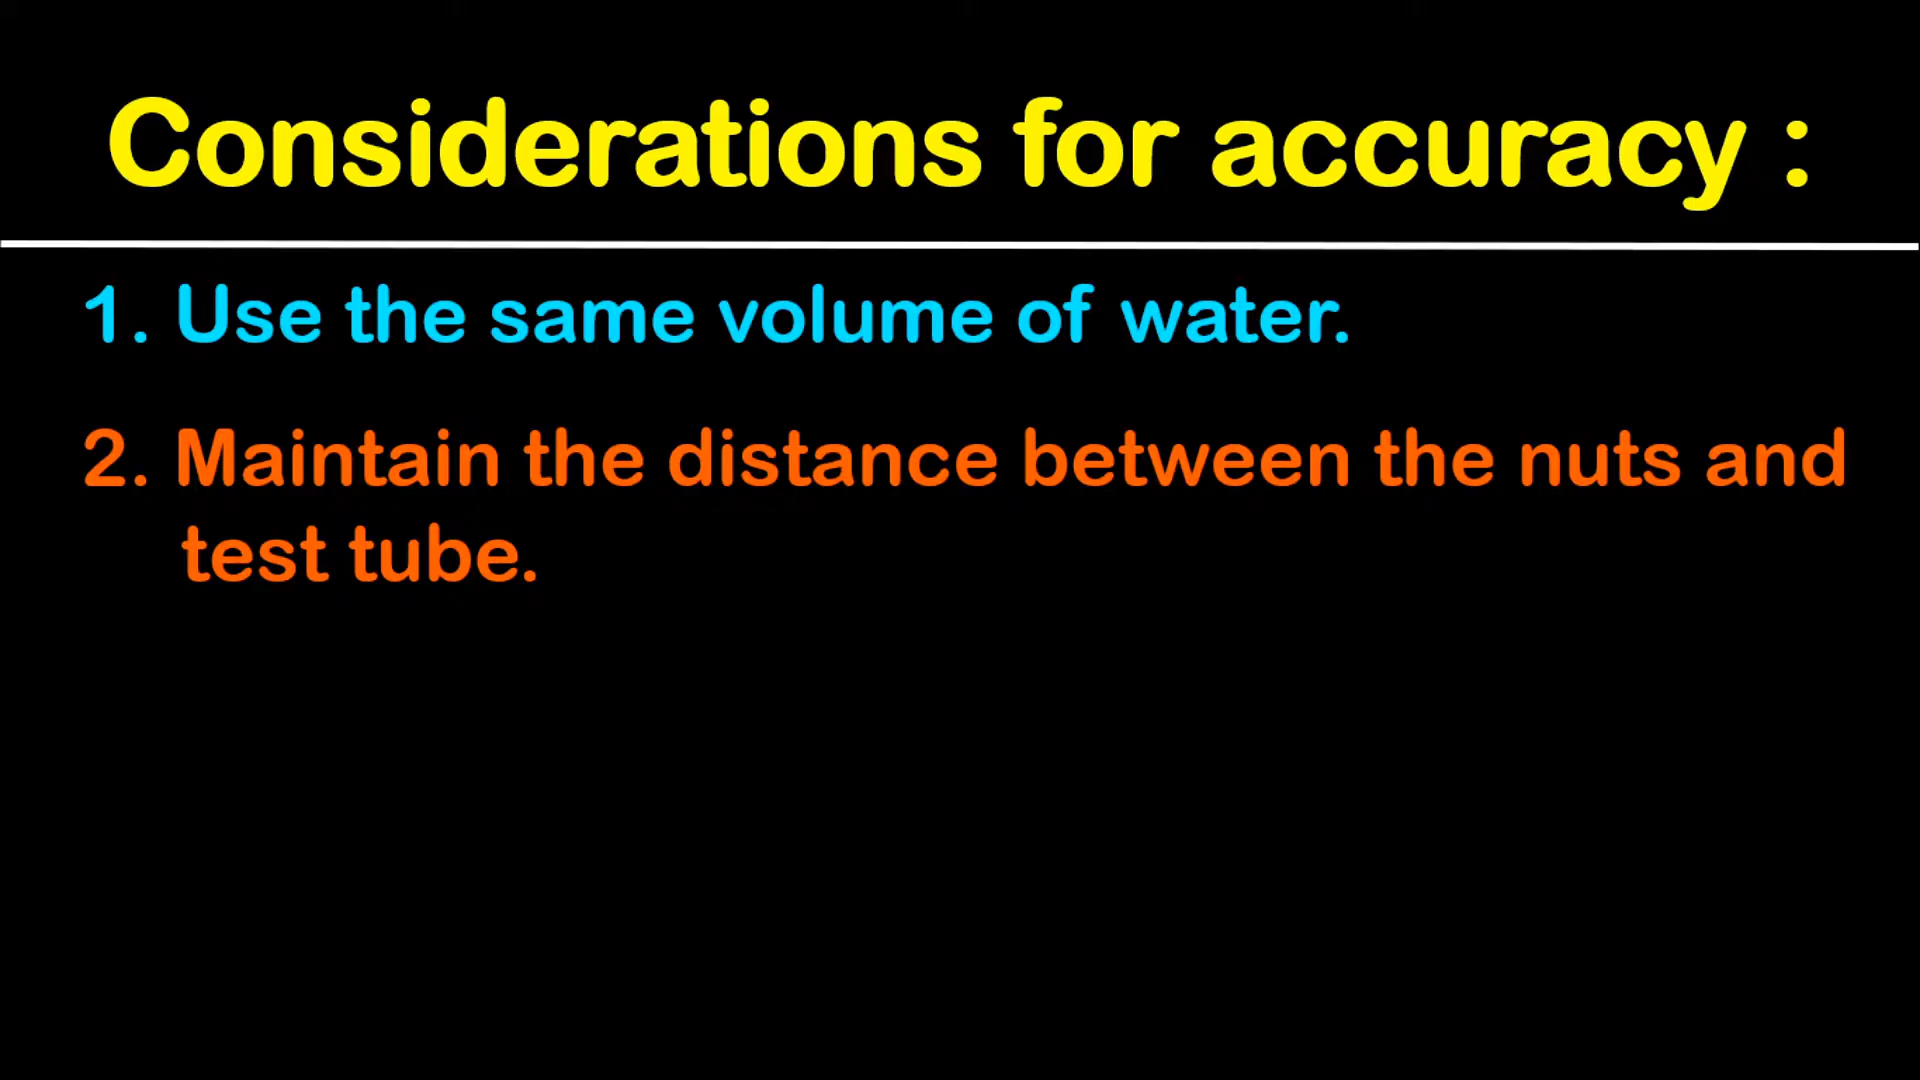 Considerations for accuracy :
1. Use the same volume of water.
2. Maintain the distance between the nuts and
test tube.